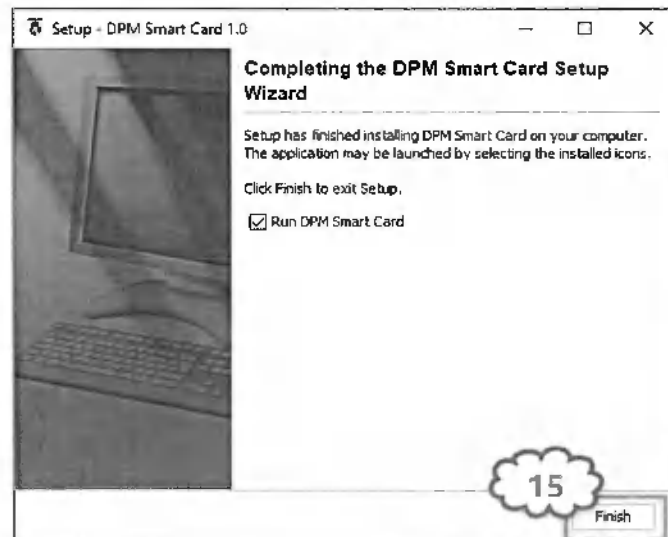 Setup - DPM Smart Card 1.0
Completing the DPM Smart Card Setup
Wizard
Setup has finished installing DPM Smart Card on your computer.
The application may be launched by selecting the installed icons.
Click Finish to exit Setup.
Run DPM Smart Card
15
Finish